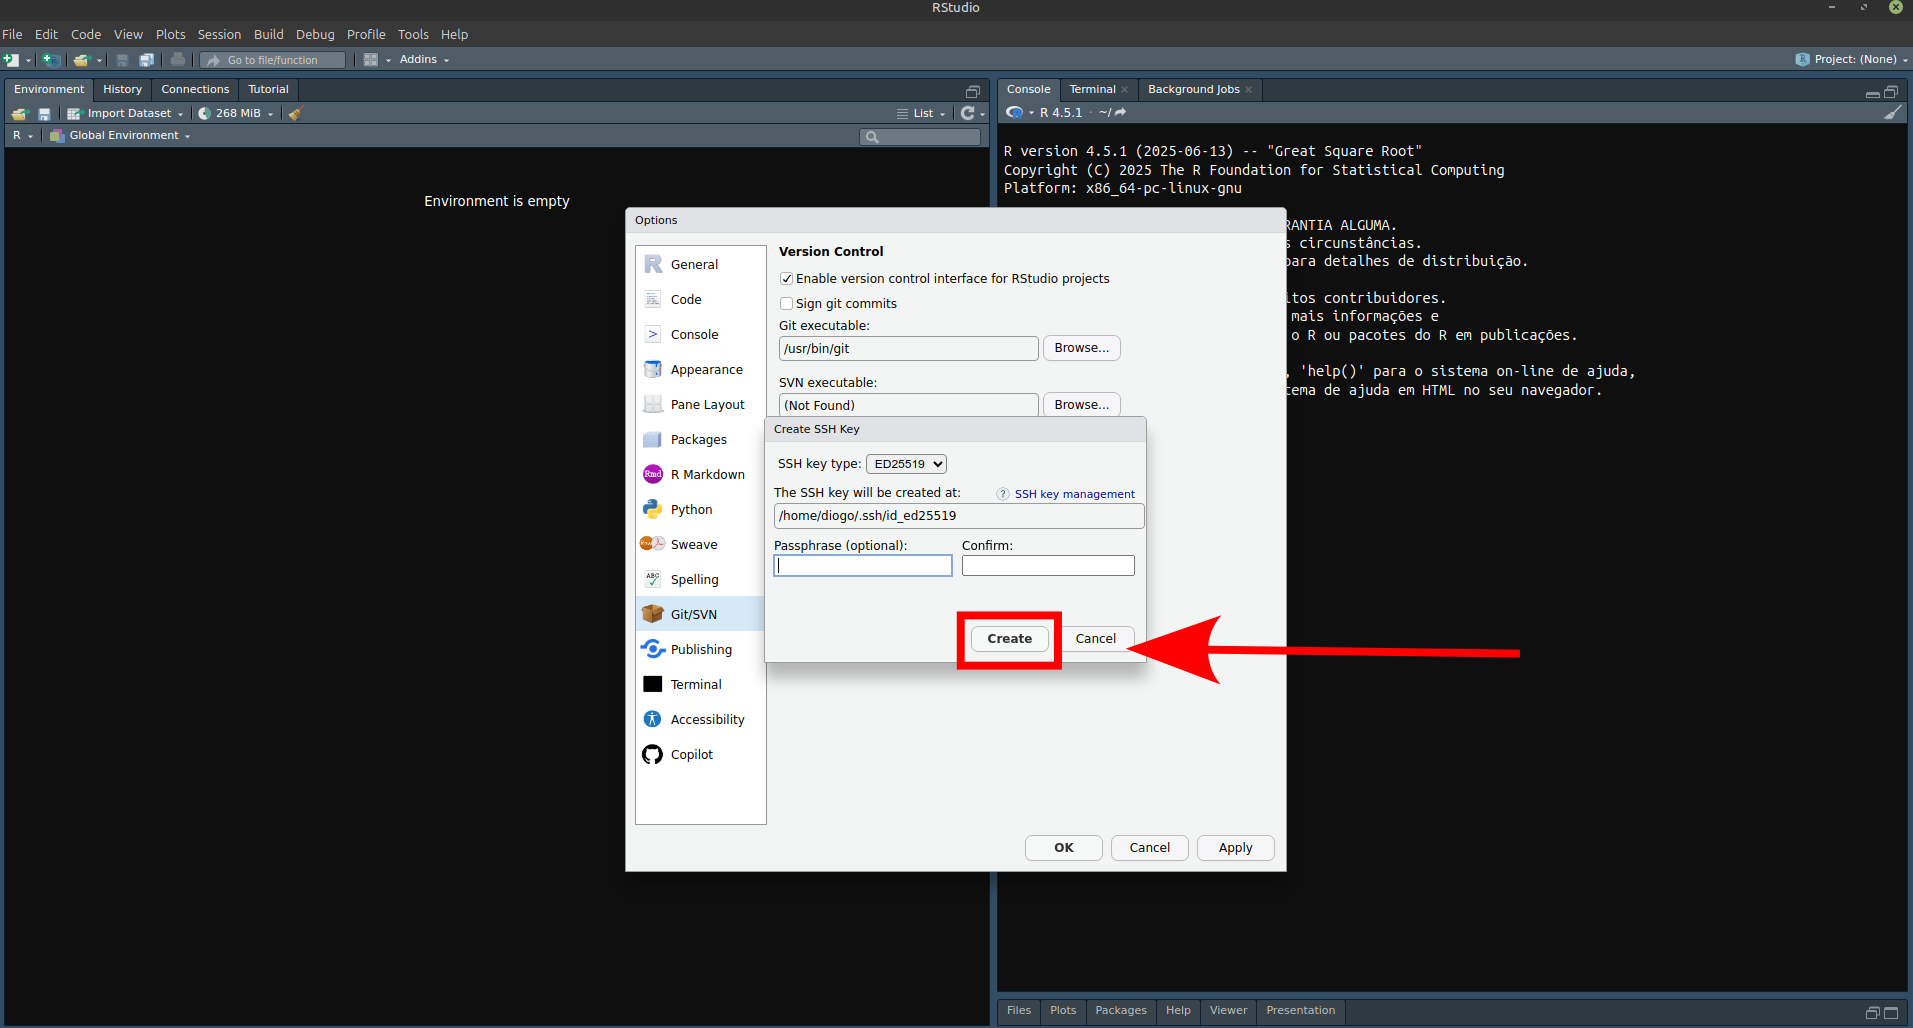 RStudio
File Edit Code View Plots Session Build Debug Profile Tools Help
Go to file/function Addins Project: (None)
Environment History Connections Tutorial
Import Dataset 268 MiB List
R Global Environment
Environment is empty
Console Terminal Background Jobs
R 4.5.1 · ~/
R version 4.5.1 (2025-06-13) -- "Great Square Root"
Copyright (C) 2025 The R Foundation for Statistical Computing
Platform: x86_64-pc-linux-gnu
RANTIA ALGUMA.
s circunstâncias.
para detalhes de distribuição.
itos contribuidores.
mais informações e
o R ou pacotes do R em publicações.
, 'help()' para o sistema on-line de ajuda,
tema de ajuda em HTML no seu navegador.
Options
General
Code
Console
Appearance
Pane Layout
Packages
Rmd R Markdown
Python
Sweave
ABC Spelling
Git/SVN
Publishing
Terminal
Accessibility
Copilot
Version Control
Enable version control interface for RStudio projects
Sign git commits
Git executable:
/usr/bin/git Browse...
SVN executable:
(Not Found) Browse...
Create SSH Key
SSH key type: ED25519
The SSH key will be created at: ? SSH key management
/home/diogo/.ssh/id_ed25519
Passphrase (optional): Confirm:
Create Cancel
OK Cancel Apply
Files Plots Packages Help Viewer Presentation